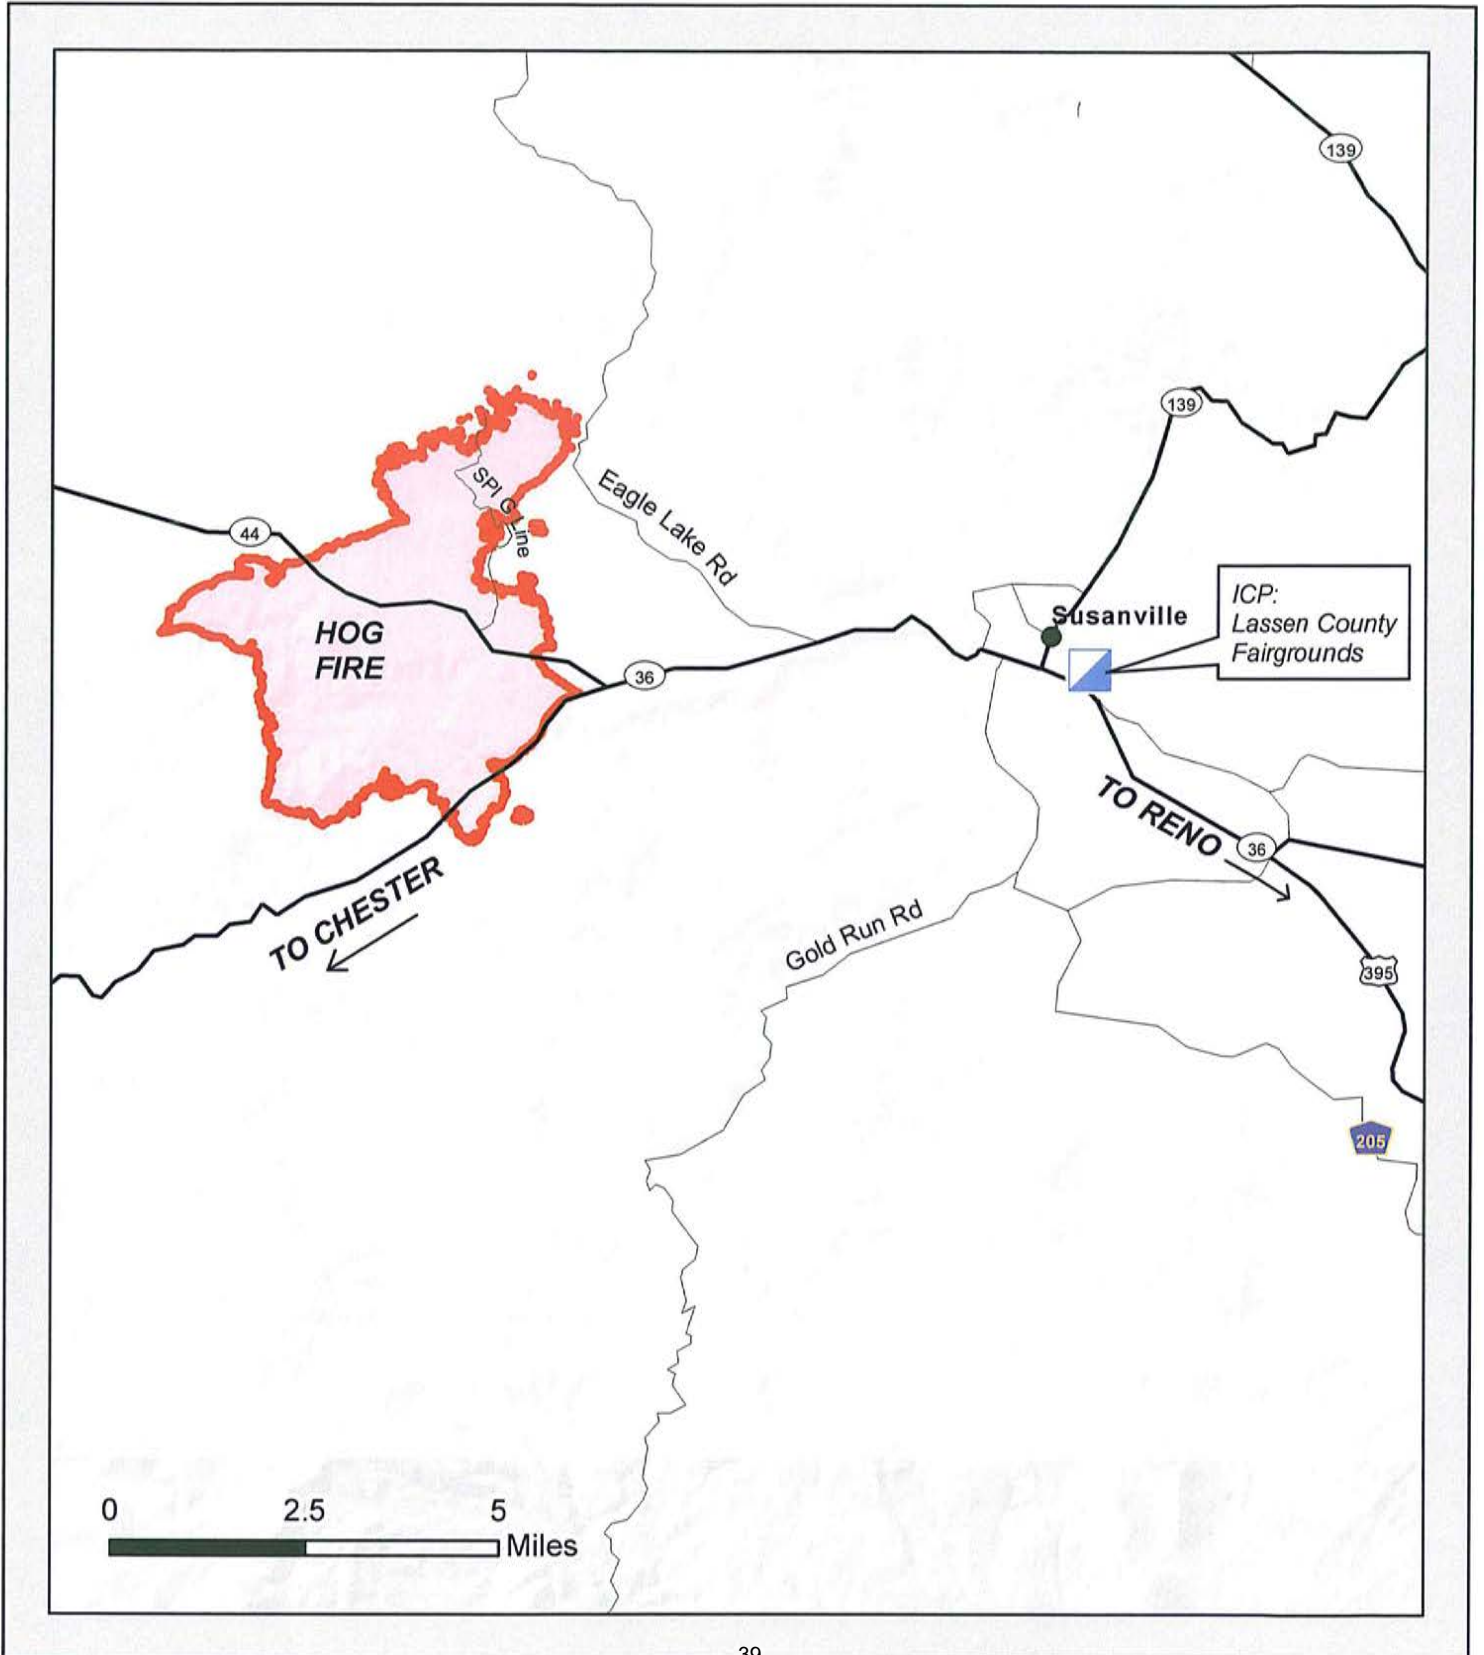 139
139
SPI G Line
Eagle Lake Rd
44
ICP:
Lassen County
Fairgrounds
Susanville
HOG
FIRE
36
TO RENO
36
TO CHESTER
Gold Run Rd
395
205
0 2.5 5
Miles
39